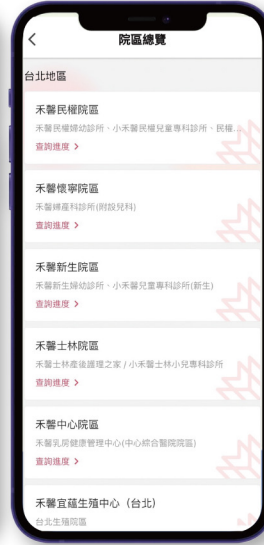 院區總覽
台北地區
禾馨民權院區
禾馨民權婦幼診所、小禾馨民權兒童專科診所、民權...
查詢進度 >
禾馨懷寧院區
禾馨婦產科診所(附設兒科)
查詢進度 >
禾馨新生院區
禾馨新生婦幼診所、小禾馨兒童專科診所(新生)
查詢進度 >
禾馨士林院區
禾馨士林產後護理之家 / 小禾馨士林小兒專科診所
查詢進度 >
禾馨中心院區
禾馨乳房健康管理中心(中心綜合醫院院區)
查詢進度 >
禾馨宜蘊生殖中心（台北）
台北生殖院區